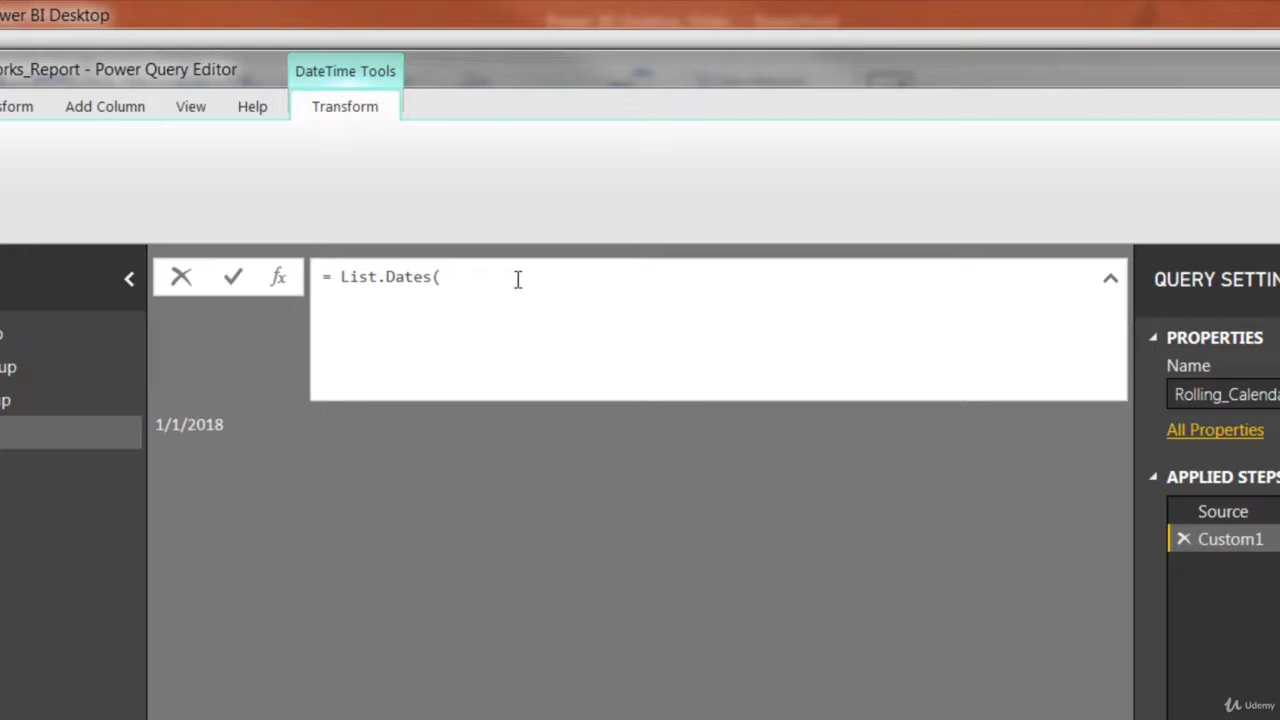 wer BI Desktop
orks_Report - Power Query Editor
DateTime Tools
sform
Add Column
View
Help
Transform
= List.Dates(
QUERY SETTIN
PROPERTIES
Name
Rolling_Calenda
All Properties
APPLIED STEPS
Source
Custom1
up
p
1/1/2018
Udemy